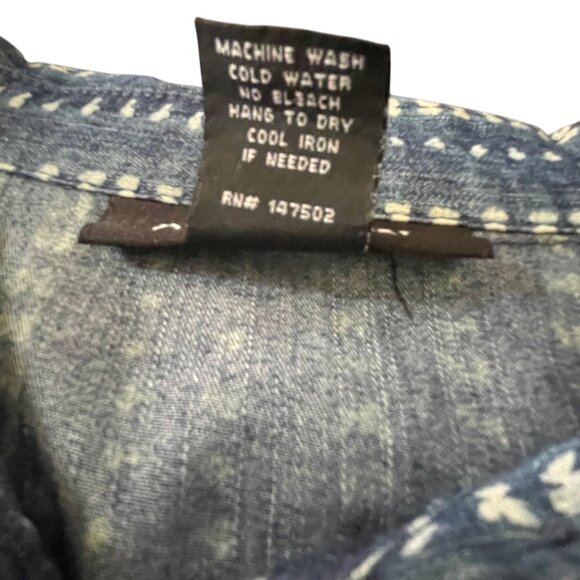 MACHINE WASH
COLD WATER
NO BLEACH
HANG TO DRY
COOL IRON
IF NEEDED
RN# 147502